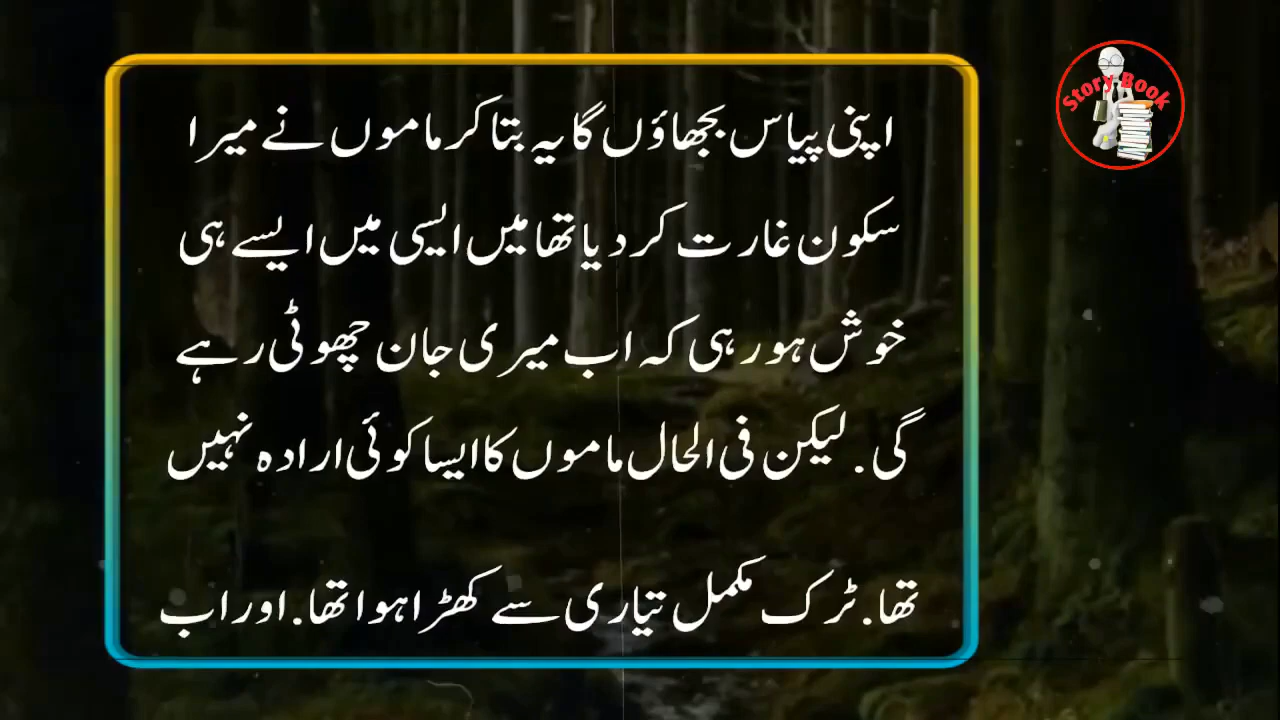 Story Book
اپنی پیاس بجھاؤں گا یہ بتا کر ماموں نے میرا
سکون غارت کر دیا تھا میں ایسی میں ایسے ہی
خوش ہو رہی کہ اب میری جان چھوٹی رہے
گی. لیکن فی الحال ماموں کا ایسا کوئی ارادہ نہیں
تھا. ٹرک مکمل تیاری سے کھڑا ہوا تھا. اور اب